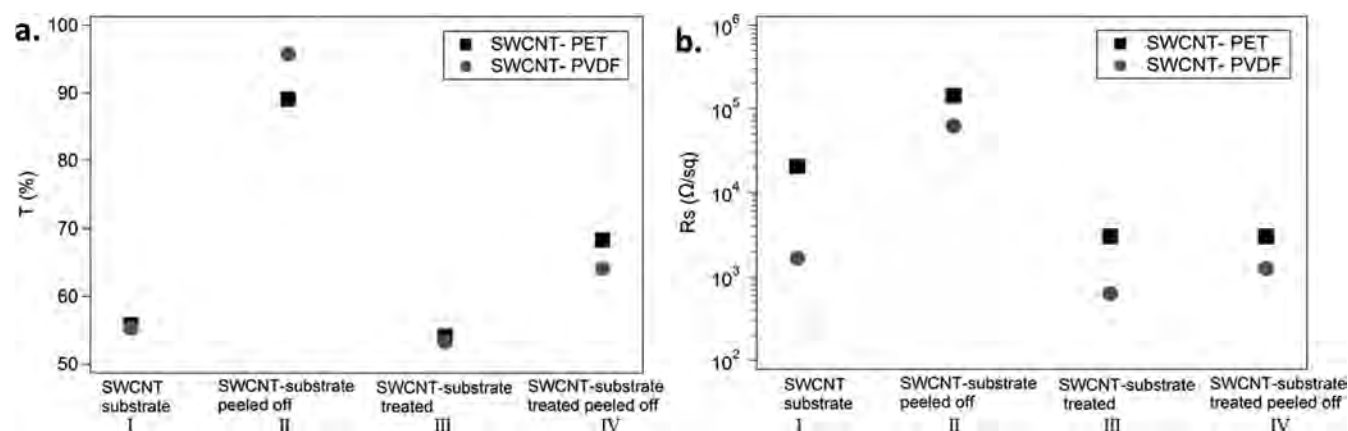 a.
100
90
80
70
60
50
T (%)
SWCNT- PET
SWCNT- PVDF
SWCNT
substrate
I
SWCNT-substrate
peeled off
II
SWCNT-substrate
treated
III
SWCNT-substrate
treated peeled off
IV
b.
10⁶
10⁵
10⁴
10³
10²
Rs (Ω/sq)
SWCNT- PET
SWCNT- PVDF
SWCNT
substrate
I
SWCNT-substrate
peeled off
II
SWCNT-substrate
treated
III
SWCNT-substrate
treated peeled off
IV